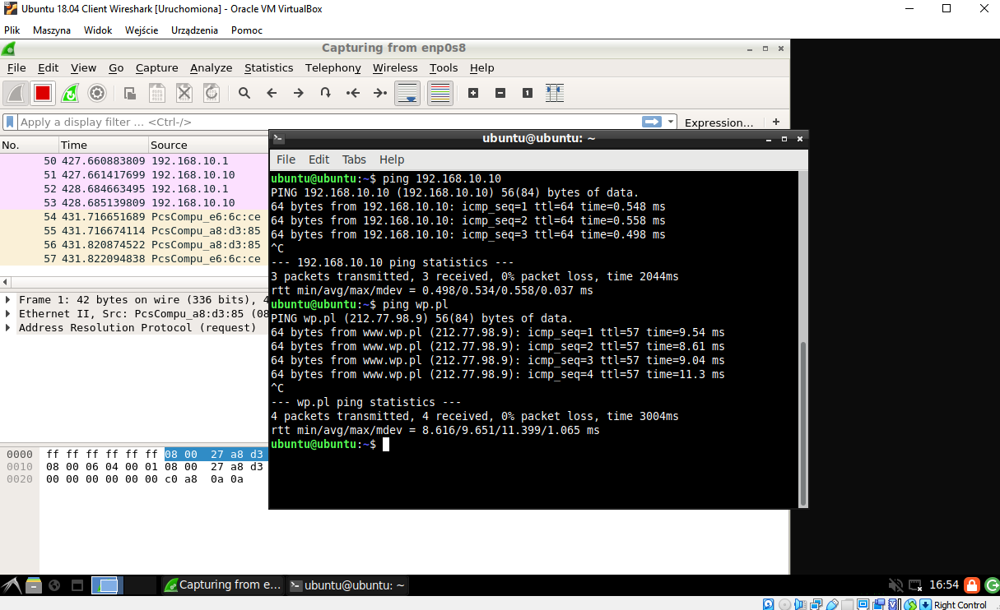 Ubuntu 18.04 Client Wireshark [Uruchomiona] - Oracle VM VirtualBox
Plik Maszyna Widok Wejście Urządzenia Pomoc
Capturing from enp0s8
File Edit View Go Capture Analyze Statistics Telephony Wireless Tools Help
Apply a display filter ... <Ctrl-/>
Expression...
+
No. Time Source
50 427.660883809 192.168.10.1
51 427.661417699 192.168.10.10
52 428.684663495 192.168.10.1
53 428.685139809 192.168.10.10
54 431.716651689 PcsCompu_e6:6c:ce
55 431.716674114 PcsCompu_a8:d3:85
56 431.820874522 PcsCompu_a8:d3:85
57 431.822094838 PcsCompu_e6:6c:ce
Frame 1: 42 bytes on wire (336 bits), 4
Ethernet II, Src: PcsCompu_a8:d3:85 (08
Address Resolution Protocol (request)
0000 ff ff ff ff ff ff 08 00 27 a8 d3
0010 08 00 06 04 00 01 08 00 27 a8 d3
0020 00 00 00 00 00 00 c0 a8 0a 0a
ubuntu@ubuntu: ~
File Edit Tabs Help
ubuntu@ubuntu:~$ ping 192.168.10.10
PING 192.168.10.10 (192.168.10.10) 56(84) bytes of data.
64 bytes from 192.168.10.10: icmp_seq=1 ttl=64 time=0.548 ms
64 bytes from 192.168.10.10: icmp_seq=2 ttl=64 time=0.558 ms
64 bytes from 192.168.10.10: icmp_seq=3 ttl=64 time=0.498 ms
^C
--- 192.168.10.10 ping statistics ---
3 packets transmitted, 3 received, 0% packet loss, time 2044ms
rtt min/avg/max/mdev = 0.498/0.534/0.558/0.037 ms
ubuntu@ubuntu:~$ ping wp.pl
PING wp.pl (212.77.98.9) 56(84) bytes of data.
64 bytes from www.wp.pl (212.77.98.9): icmp_seq=1 ttl=57 time=9.54 ms
64 bytes from www.wp.pl (212.77.98.9): icmp_seq=2 ttl=57 time=8.61 ms
64 bytes from www.wp.pl (212.77.98.9): icmp_seq=3 ttl=57 time=9.04 ms
64 bytes from www.wp.pl (212.77.98.9): icmp_seq=4 ttl=57 time=11.3 ms
^C
--- wp.pl ping statistics ---
4 packets transmitted, 4 received, 0% packet loss, time 3004ms
rtt min/avg/max/mdev = 8.616/9.651/11.399/1.065 ms
ubuntu@ubuntu:~$
Capturing from e...
ubuntu@ubuntu: ~
16:54
Right Control